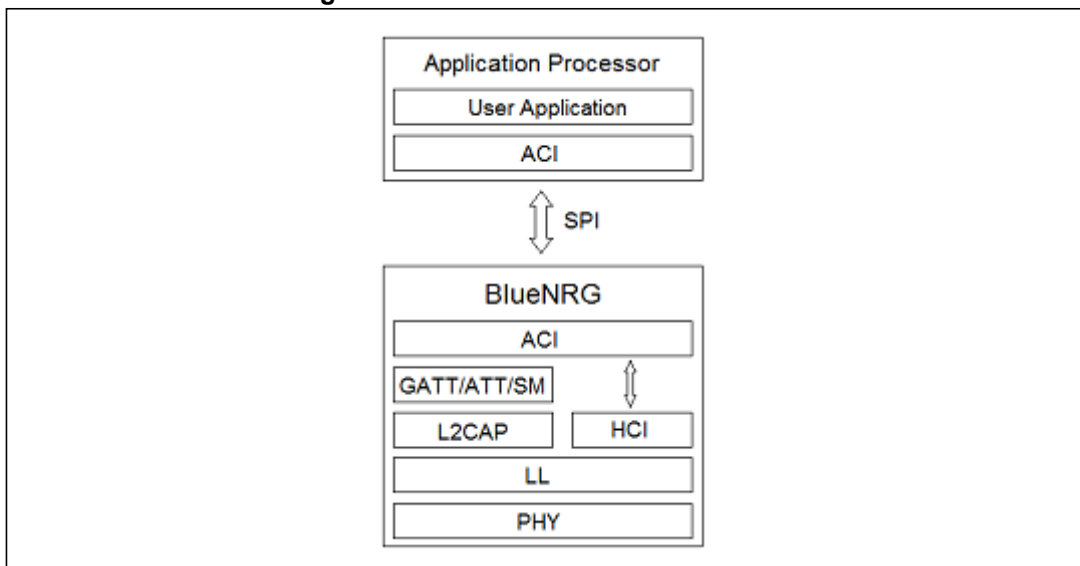 Application Processor
User Application
ACI
SPI
BlueNRG
ACI
GATT/ATT/SM
L2CAP
HCI
LL
PHY